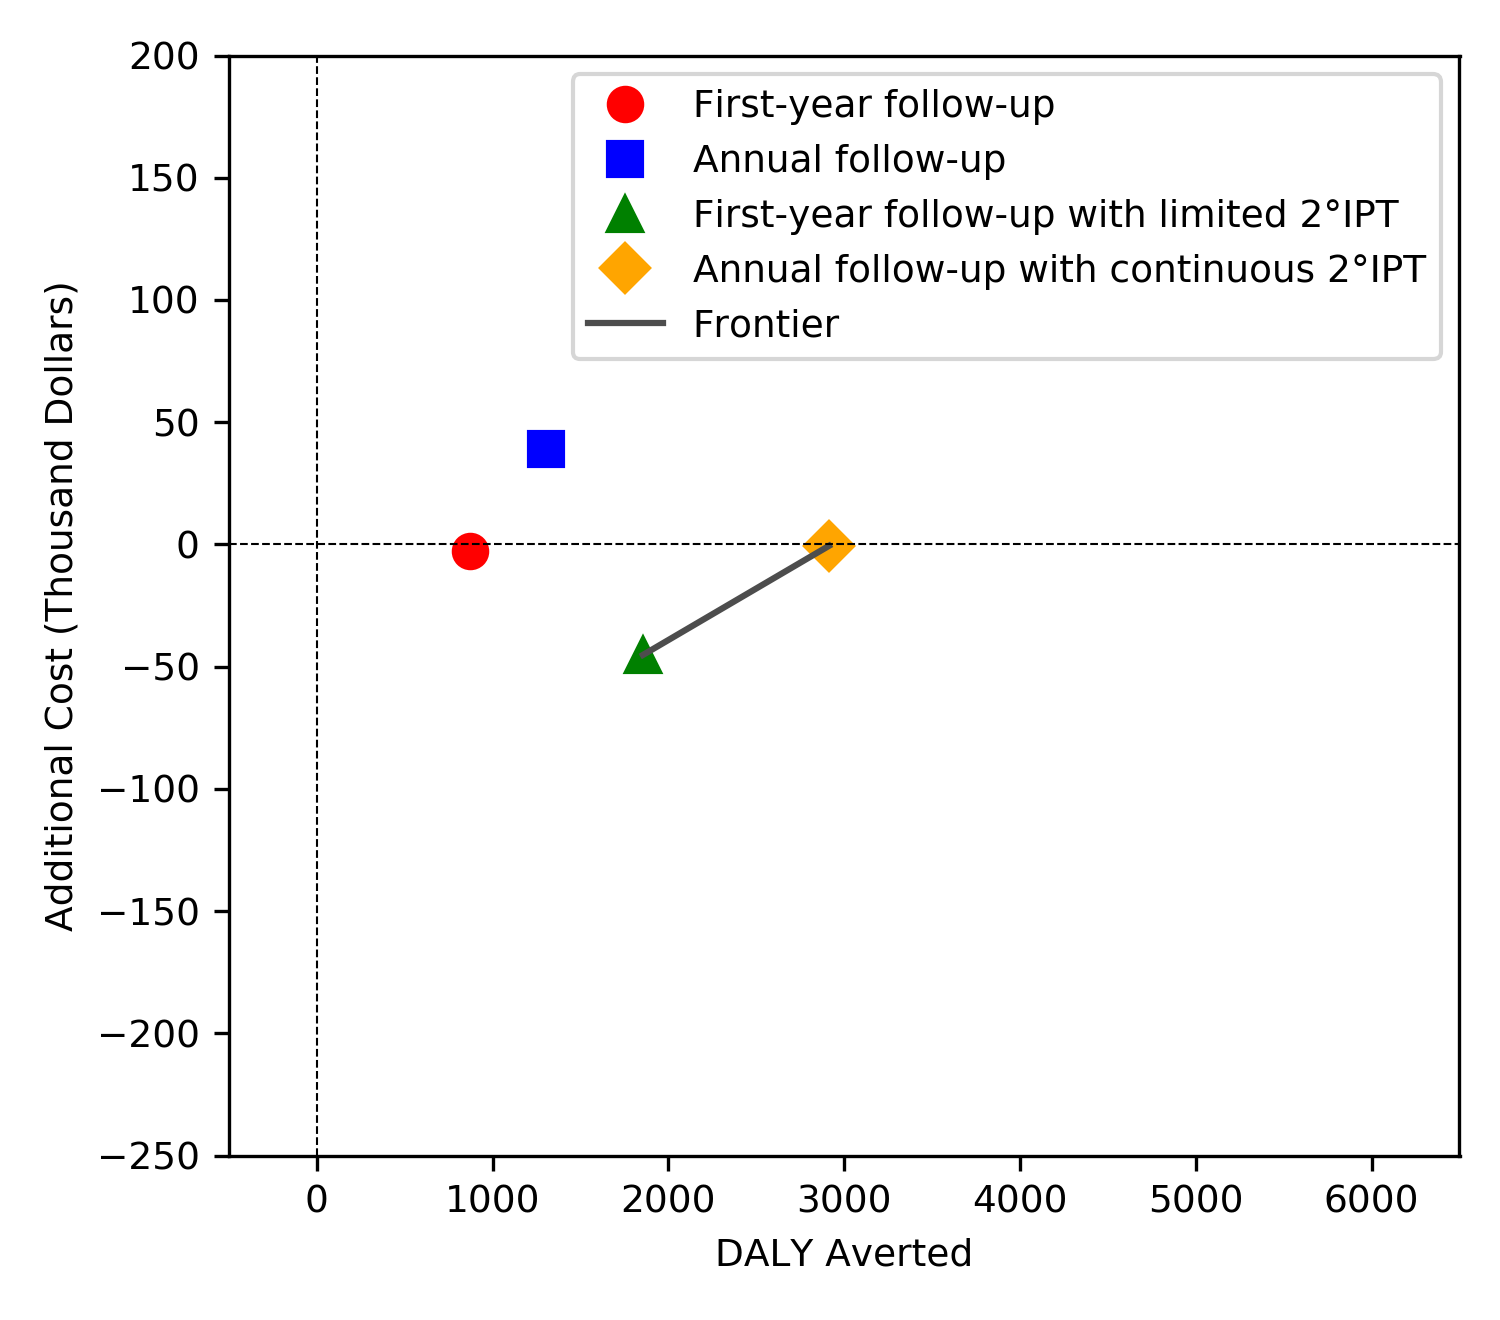 200
150
100
50
0
−50
−100
−150
−200
−250
Additional Cost (Thousand Dollars)
First-year follow-up
Annual follow-up
First-year follow-up with limited 2°IPT
Annual follow-up with continuous 2°IPT
Frontier
0 1000 2000 3000 4000 5000 6000
DALY Averted